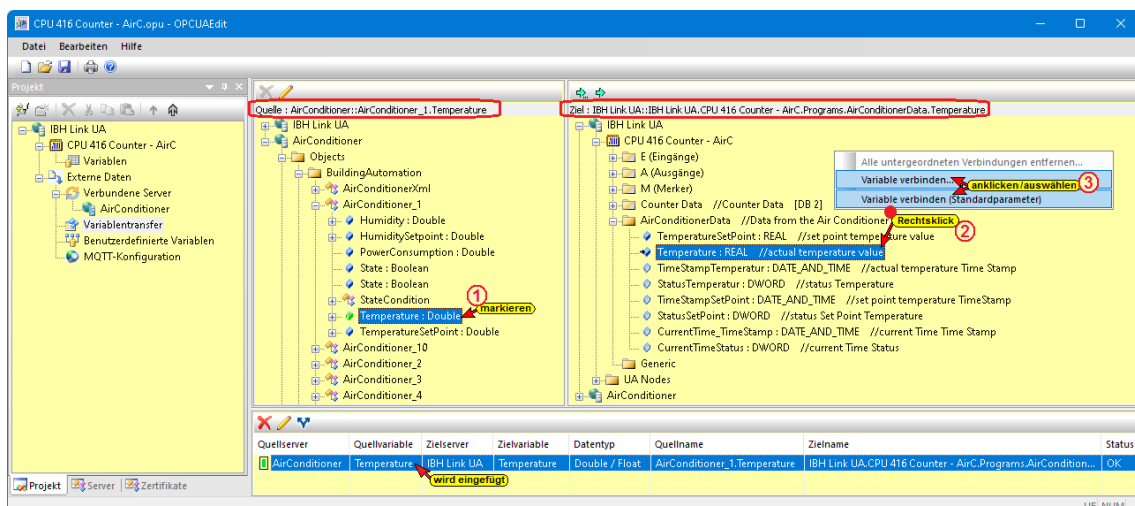 CPU 416 Counter - AirC.opu - OPCUAEdit
Datei Bearbeiten Hilfe
Projekt
IBH Link UA
CPU 416 Counter - AirC
Variablen
Externe Daten
Verbundene Server
AirConditioner
Variablentransfer
Benutzerdefinierte Variablen
MQTT-Konfiguration
Projekt Server Zertifikate
Quelle : AirConditioner::AirConditioner_1.Temperature
IBH Link UA
AirConditioner
Objects
BuildingAutomation
AirConditionerXml
AirConditioner_1
Humidity : Double
HumiditySetpoint : Double
PowerConsumption : Double
State : Boolean
State : Boolean
StateCondition
1
Temperature : Double
markieren
TemperatureSetPoint : Double
AirConditioner_10
AirConditioner_2
AirConditioner_3
AirConditioner_4
Ziel : IBH Link UA::IBH Link UA.CPU 416 Counter - AirC.Programs.AirConditionerData.Temperature
IBH Link UA
CPU 416 Counter - AirC
E (Eingänge)
A (Ausgänge)
M (Merker)
Counter Data //Counter Data [DB 2]
AirConditionerData //Data from the Air Conditioner
TemperatureSetPoint : REAL //set point temperature value
Temperature : REAL //actual temperature value
TimeStampTemperatur : DATE_AND_TIME //actual temperature Time Stamp
StatusTemperatur : DWORD //status Temperature
TimeStampSetPoint : DATE_AND_TIME //set point temperature TimeStamp
StatusSetPoint : DWORD //status Set Point Temperature
CurrentTime_TimeStamp : DATE_AND_TIME //current Time Time Stamp
CurrentTimeStatus : DWORD //current Time Status
Generic
UA Nodes
AirConditioner
Alle untergeordneten Verbindungen entfernen...
Variable verbinden...
anklicken/auswählen
3
Variable verbinden (Standardparameter)
Rechtsklick
2
Quellserver Quellvariable Zielserver Zielvariable Datentyp Quellname Zielname Status
AirConditioner Temperature IBH Link UA Temperature Double / Float AirConditioner_1.Temperature IBH Link UA.CPU 416 Counter - AirC.Programs.AirCondition... OK
wird eingefügt
UF NUM